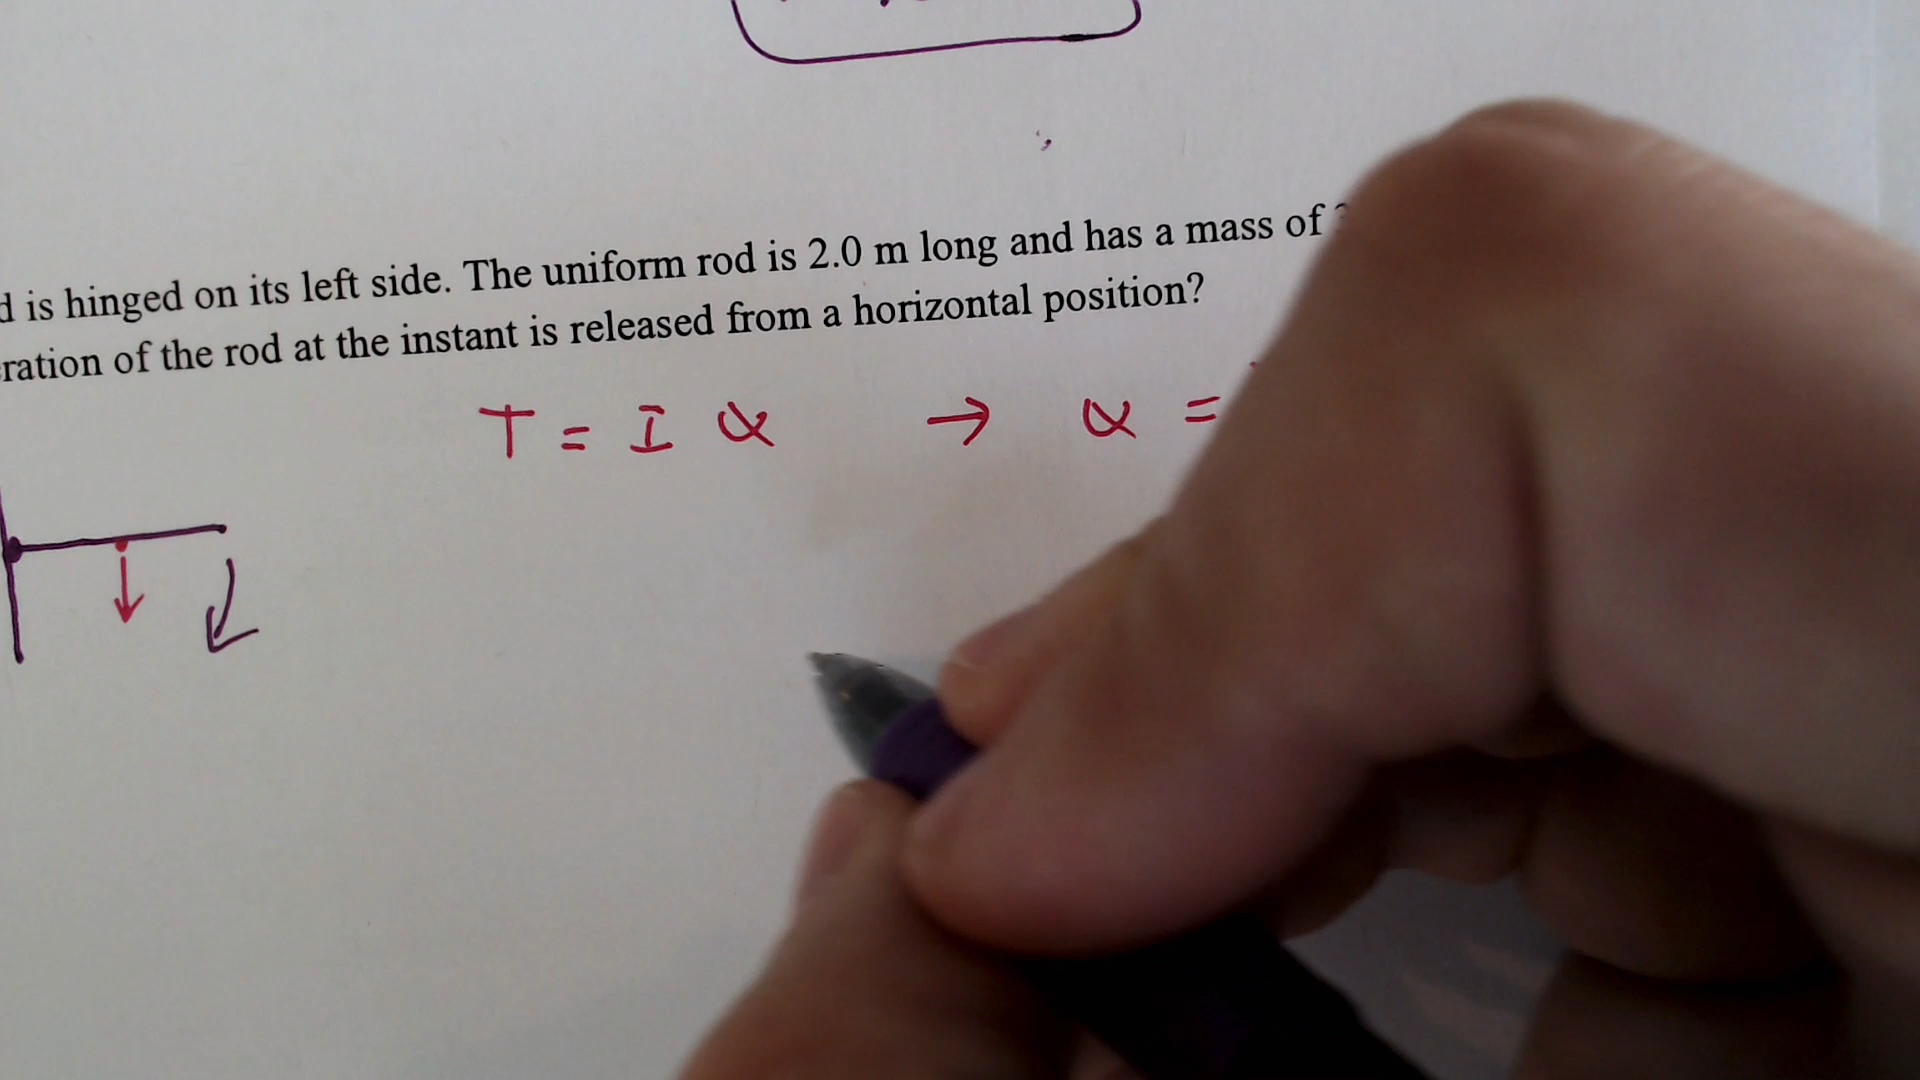 is hinged on its left side. The uniform rod is 2.0 m long and has a mass of
of the rod at the instant is released from a horizontal position?
T = I α → α =